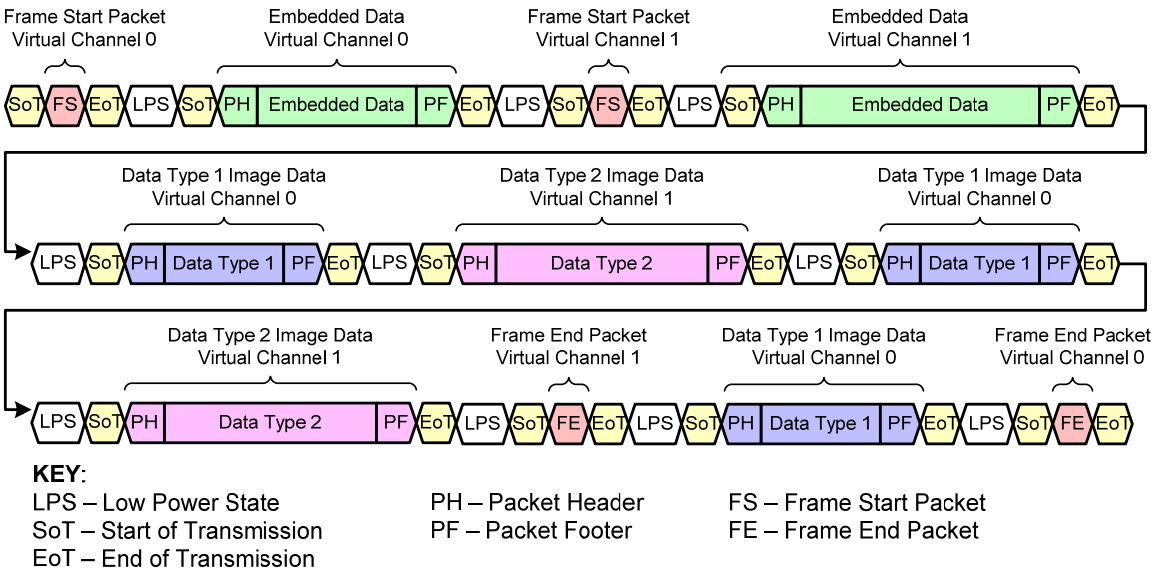 Frame Start Packet Embedded Data Frame Start Packet Embedded Data
Virtual Channel 0 Virtual Channel 0 Virtual Channel 1 Virtual Channel 1
SoT FS EoT LPS SoT PH Embedded Data PF EoT LPS SoT FS EoT LPS SoT PH Embedded Data PF EoT
Data Type 1 Image Data Data Type 2 Image Data Data Type 1 Image Data
Virtual Channel 0 Virtual Channel 1 Virtual Channel 0
LPS SoT PH Data Type 1 PF EoT LPS SoT PH Data Type 2 PF EoT LPS SoT PH Data Type 1 PF EoT
Data Type 2 Image Data Frame End Packet Data Type 1 Image Data Frame End Packet
Virtual Channel 1 Virtual Channel 1 Virtual Channel 0 Virtual Channel 0
LPS SoT PH Data Type 2 PF EoT LPS SoT FE EoT LPS SoT PH Data Type 1 PF EoT LPS SoT FE EoT
KEY:
LPS – Low Power State PH – Packet Header FS – Frame Start Packet
SoT – Start of Transmission PF – Packet Footer FE – Frame End Packet
EoT – End of Transmission